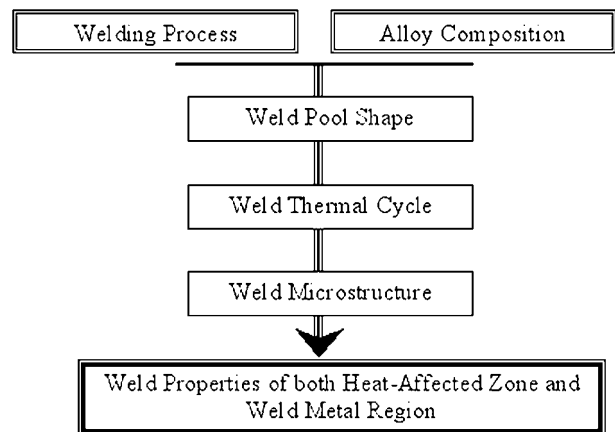 Welding Process
Alloy Composition
Weld Pool Shape
Weld Thermal Cycle
Weld Microstructure
Weld Properties of both Heat-Affected Zone and
Weld Metal Region